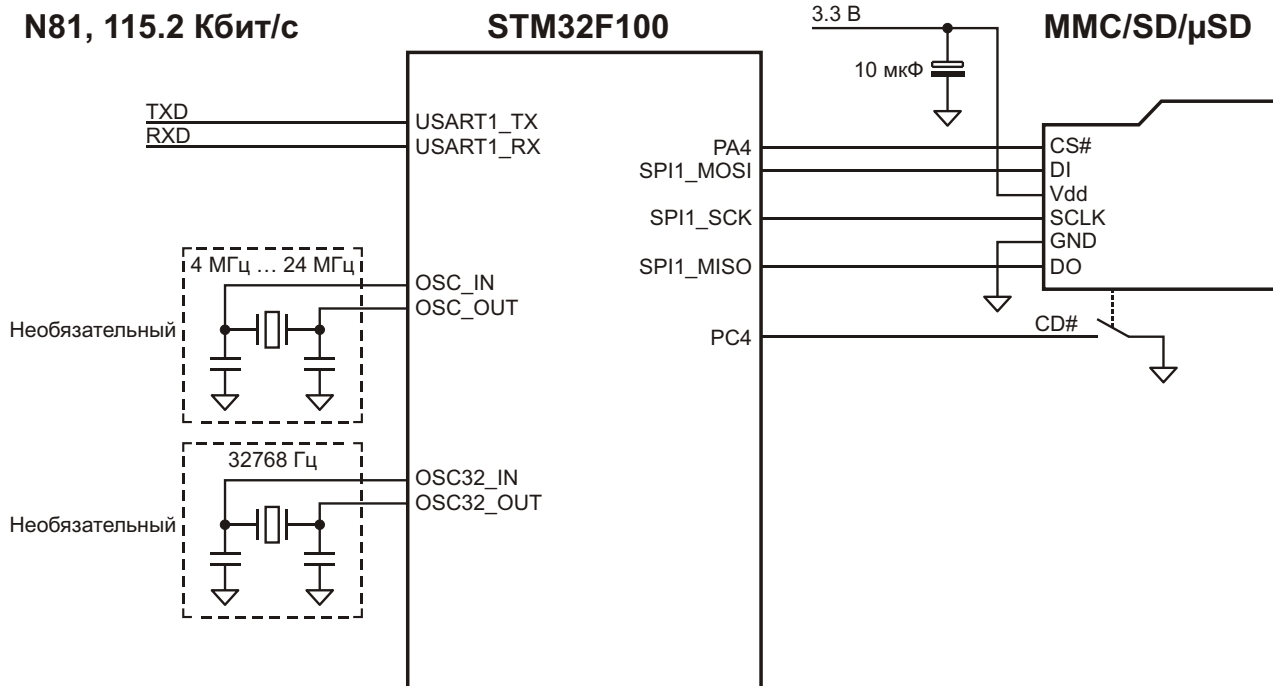 N81, 115.2 Кбит/с
STM32F100
3.3 В
MMC/SD/µSD
10 мкФ
TXD
RXD
USART1_TX
USART1_RX
PA4
SPI1_MOSI
SPI1_SCK
SPI1_MISO
PC4
CS#
DI
Vdd
SCLK
GND
DO
CD#
4 МГц … 24 МГц
OSC_IN
OSC_OUT
Необязательный
32768 Гц
OSC32_IN
OSC32_OUT
Необязательный